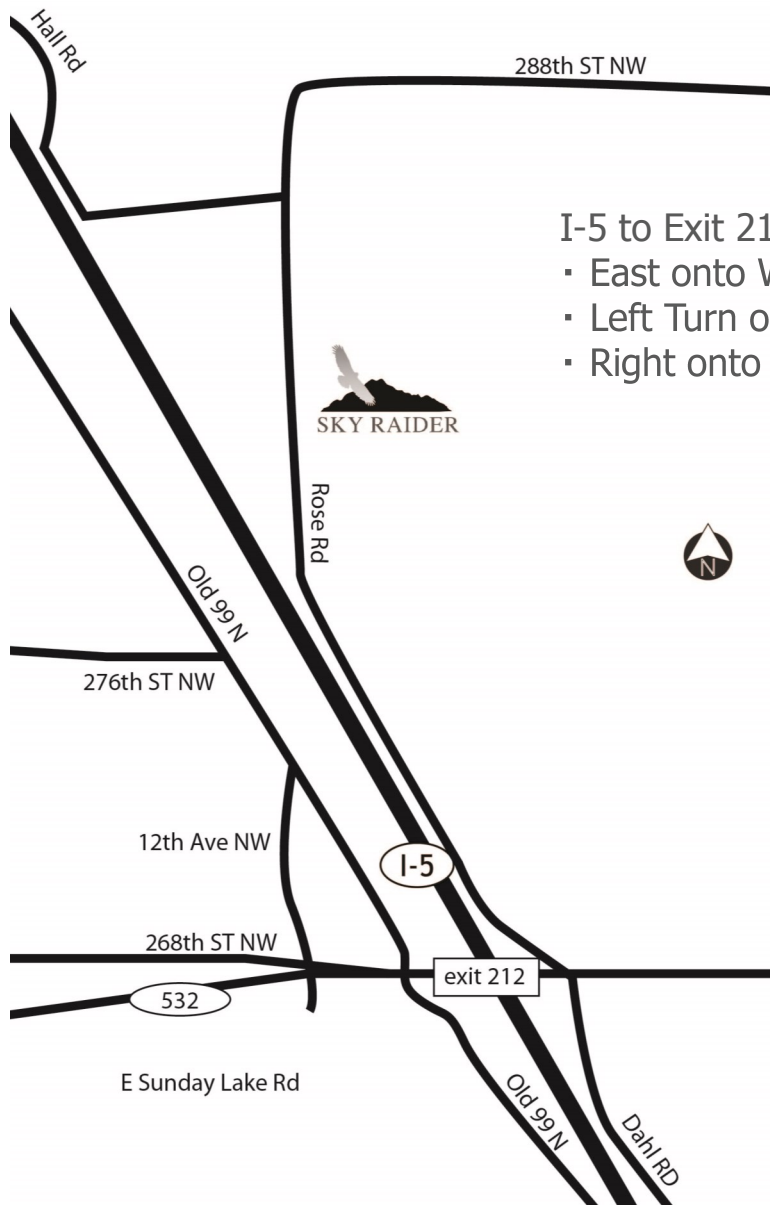 Hall Rd
288th ST NW
I-5 to Exit 21
· East onto
· Left Turn
· Right onto
SKY RAIDER
Rose Rd
N
Old 99 N
276th ST NW
12th Ave NW
I-5
268th ST NW
exit 212
532
E Sunday Lake Rd
Old 99 N
Dahl RD